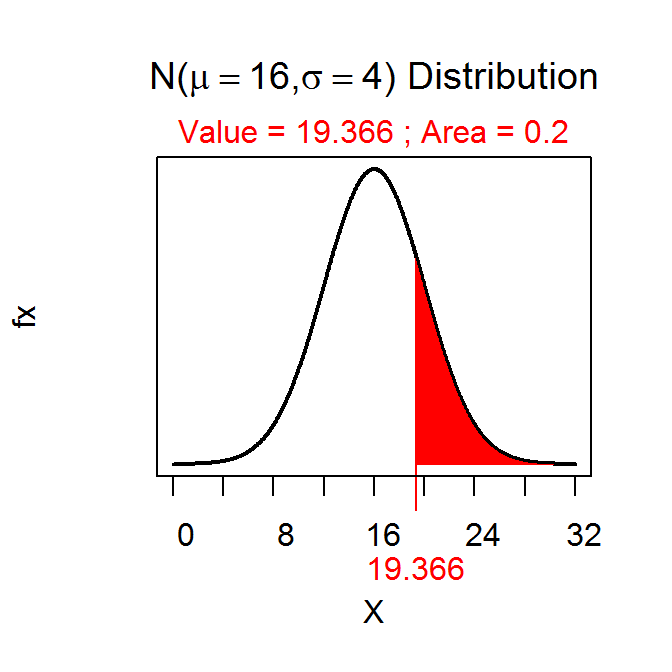 N(μ = 16,σ = 4) Distribution
Value = 19.366 ; Area = 0.2
fx
0 8 16 24 32
19.366
X